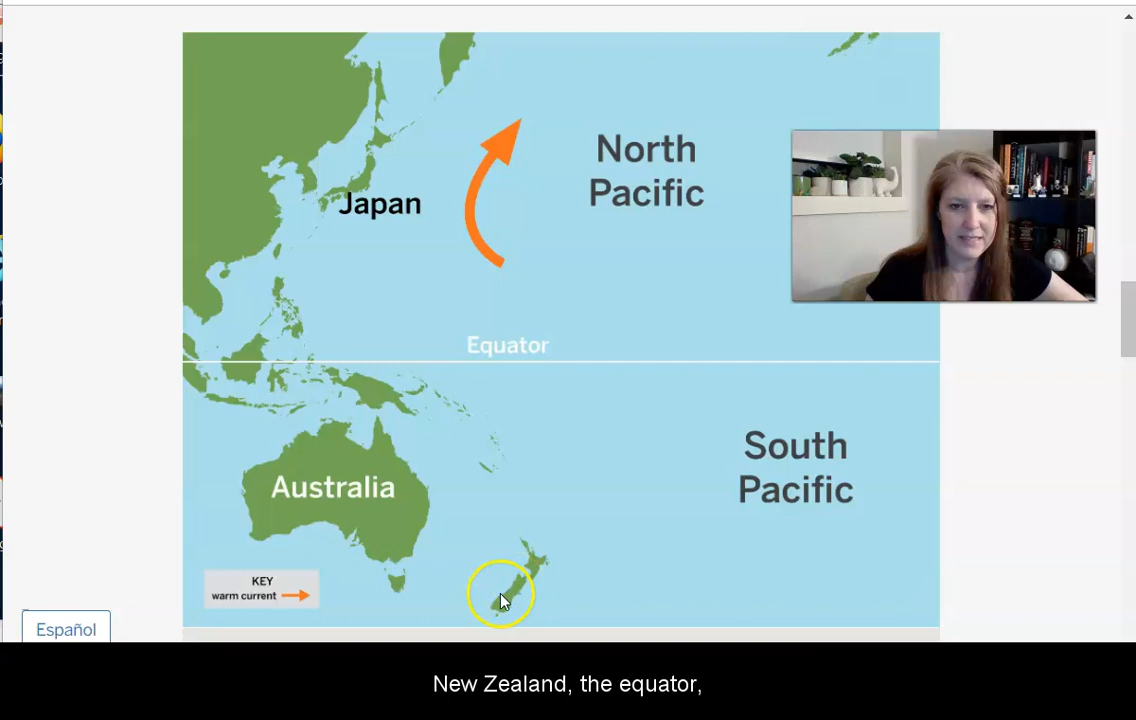 North
Pacific
Japan
Equator
South
Pacific
Australia
KEY
warm current
Español
New Zealand, the equator,